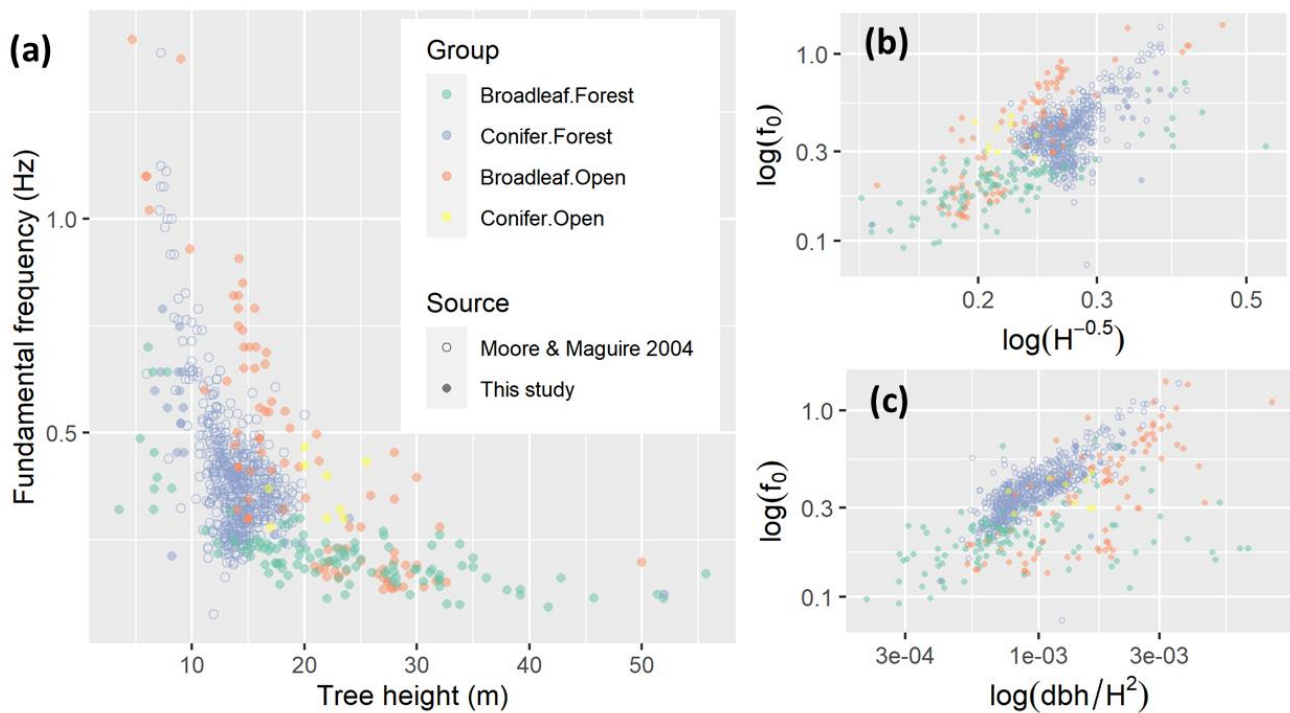 (a)
Fundamental frequency (Hz)
1.0
0.5
10
20
30
40
50
Tree height (m)
Group
Broadleaf.Forest
Conifer.Forest
Broadleaf.Open
Conifer.Open
Source
Moore & Maguire 2004
This study
(b)
log(f₀)
1.0
0.3
0.1
0.2
0.3
0.5
log(H⁻⁰·⁵)
(c)
log(f₀)
1.0
0.3
0.1
3e-04
1e-03
3e-03
log(dbh/H²)